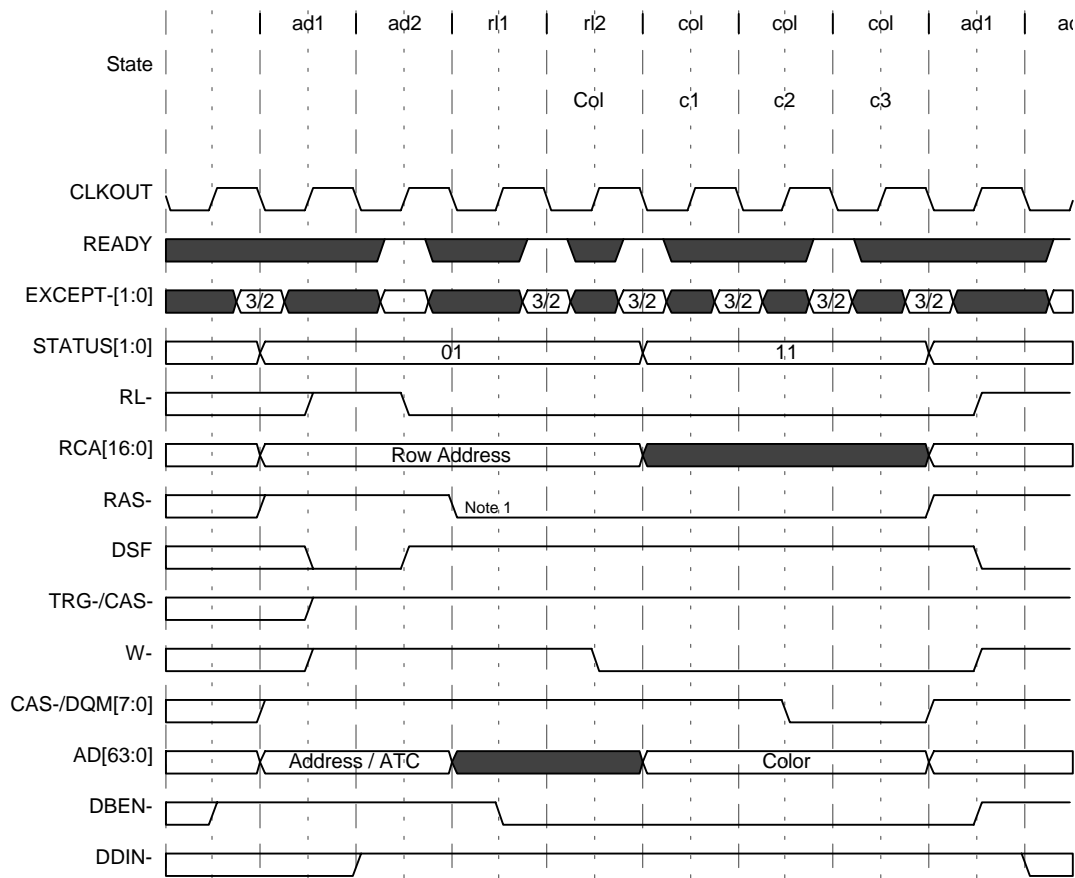 ad1 ad2 rl1 rl2 col col col ad1
State
Col c1 c2 c3
CLKOUT
READY
EXCEPT-[1:0] 3/2 3/2 3/2 3/2 3/2 3/2
STATUS[1:0] 01 11
RL-
RCA[16:0] Row Address
RAS- Note 1
DSF
TRG-/CAS-
W-
CAS-/DQM[7:0]
AD[63:0] Address / ATC Color
DBEN-
DDIN-